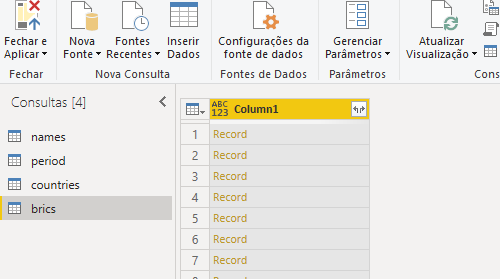 Fechar e
Aplicar
Nova
Fonte
Fontes
Recentes
Inserir
Dados
Configurações da
fonte de dados
Gerenciar
Parâmetros
Atualizar
Visualização
Fechar
Nova Consulta
Fontes de Dados
Parâmetros
Cons
Consultas [4]
names
period
countries
brics
ABC
123
Column1
1 Record
2 Record
3 Record
4 Record
5 Record
6 Record
7 Record
8 Record